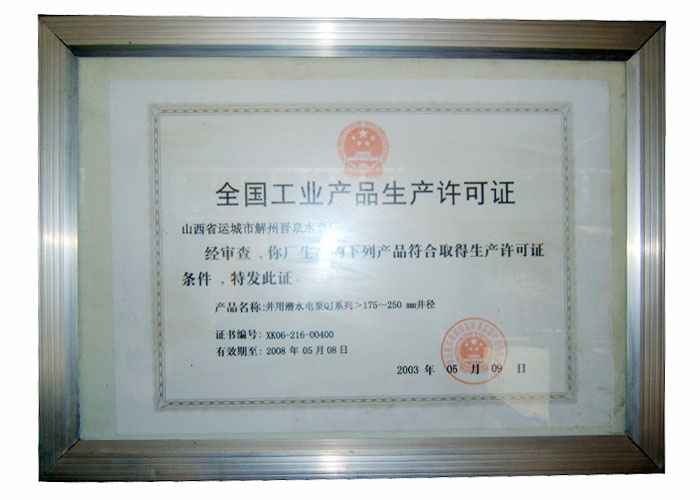 全国工业产品生产许可证
山西省运城市解州晋泉水
经审查，你厂生 下列产品符合取得生产许可证
条件，特发此证。
产品名称:井用潜水电泵QJ系列>175~250 mm井径
证书编号: XK06-216-00400
有效期至: 2008 年 05 月 08 日
2003 年 05 月 09 日